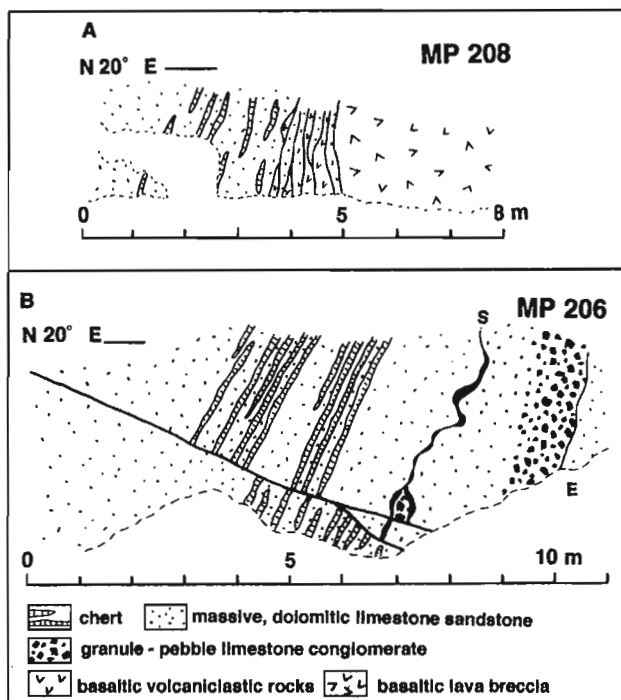 A
N 20° E
MP 208
0 5 8 m
B
MP 206
N 20° E
S
E
0 5 10 m
chert
massive, dolomitic limestone sandstone
granule - pebble limestone conglomerate
basaltic volcaniclastic rocks
basaltic lava breccia